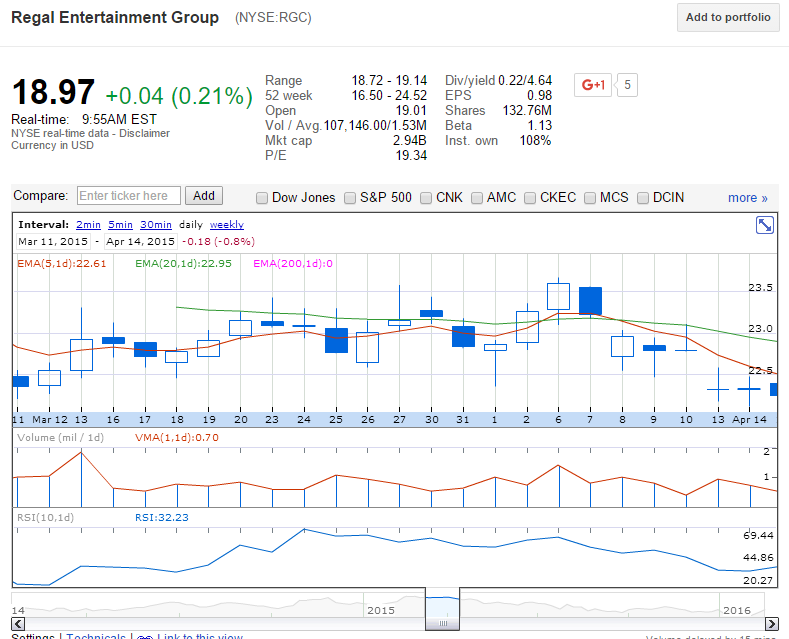 Regal Entertainment Group (NYSE:RGC)
Add to portfolio
18.97 +0.04 (0.21%)
Real-time: 9:55AM EST
NYSE real-time data - Disclaimer
Currency in USD
Range 18.72 - 19.14
52 week 16.50 - 24.52
Open 19.01
Vol / Avg. 107,146.00/1.53M
Mkt cap 2.94B
P/E 19.34
Div/yield 0.22/4.64
EPS 0.98
Shares 132.76M
Beta 1.13
Inst. own 108%
G+1 5
Compare: Enter ticker here Add Dow Jones S&P 500 CNK AMC CKEC MCS DCIN more »
Interval: 2min 5min 30min daily weekly
Mar 11, 2015 - Apr 14, 2015 -0.18 (-0.8%)
EMA(5,1d):22.61 EMA(20,1d):22.95 EMA(200,1d):0
23.5
23.0
22.5
11 Mar 12 13 16 17 18 19 20 23 24 25 26 27 30 31 1 2 6 7 8 9 10 13 Apr 14
Volume (mil / 1d) VMA(1,1d):0.70
2
1
RSI(10,1d) RSI:32.23
69.44
44.86
20.27
14 2015 2016
Settings | Technicals | Link to this view
Volume delayed by 15 mins